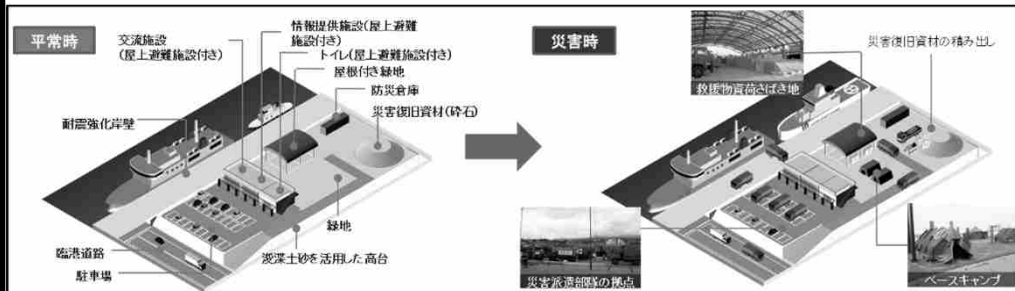 平常時
交流施設
(屋上避難施設付き)
情報提供施設(屋上避難
施設付き)
トイレ(屋上避難施設付き)
屋根付き緑地
防災倉庫
災害復旧資材(砕石)
耐震強化岸壁
緑地
浚渫土砂を活用した高台
臨港道路
駐車場
災害時
救援物資荷さばき地
災害復旧資材の積み出し
災害派遣部隊の拠点
ベースキャンプ